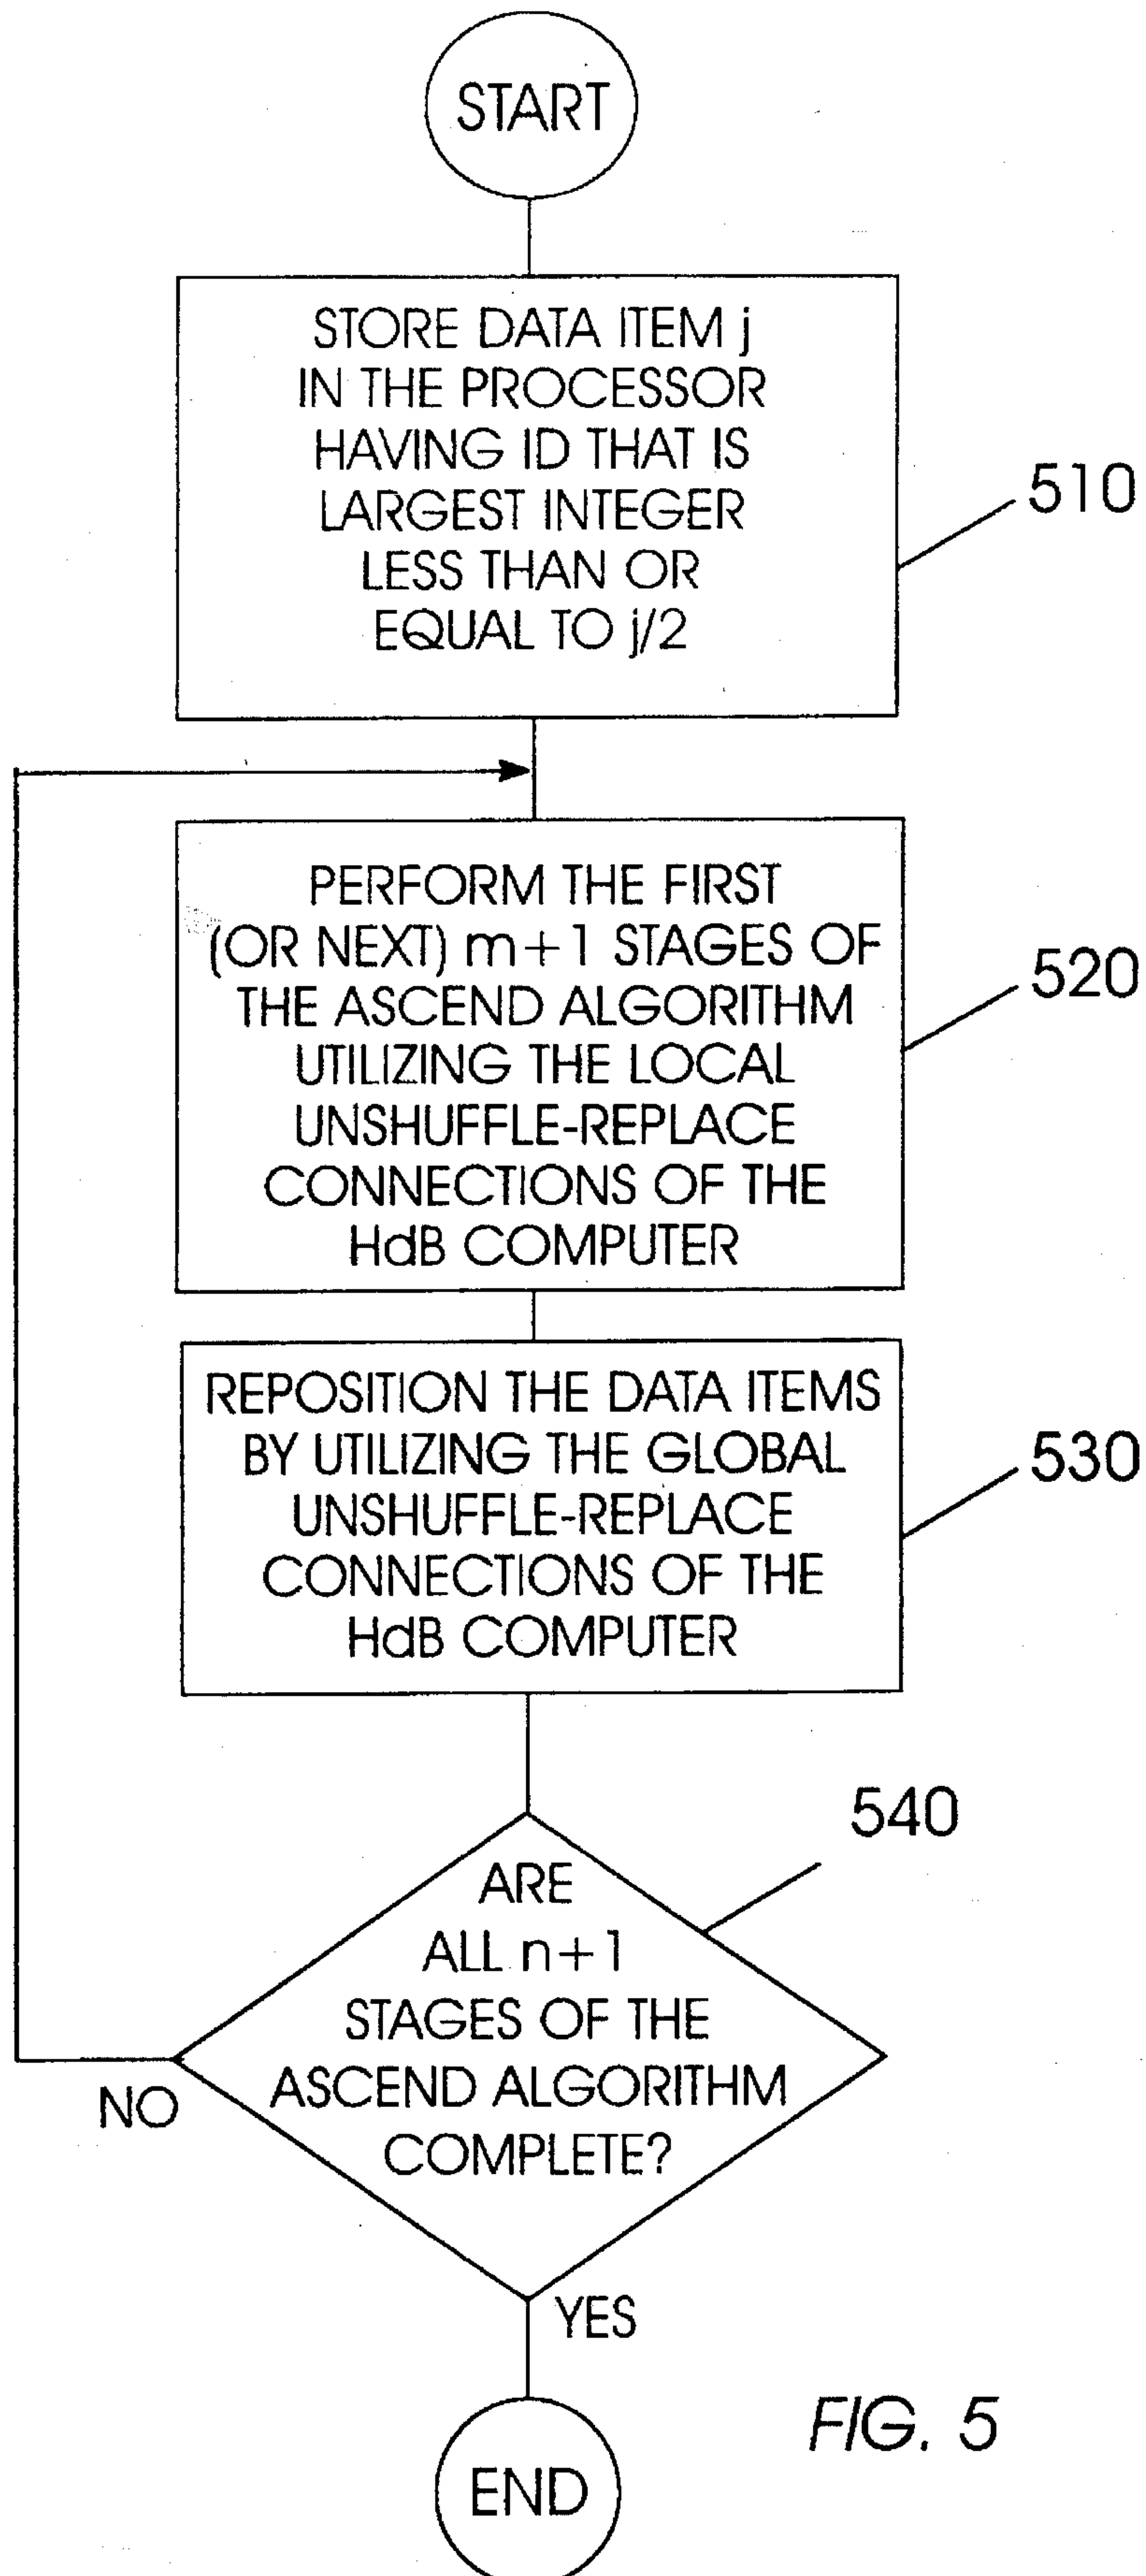 START
STORE DATA ITEM j
IN THE PROCESSOR
HAVING ID THAT IS
LARGEST INTEGER
LESS THAN OR
EQUAL TO j/2
510
PERFORM THE FIRST
(OR NEXT) m+1 STAGES OF
THE ASCEND ALGORITHM
UTILIZING THE LOCAL
UNSHUFFLE-REPLACE
CONNECTIONS OF THE
HdB COMPUTER
520
REPOSITION THE DATA ITEMS
BY UTILIZING THE GLOBAL
UNSHUFFLE-REPLACE
CONNECTIONS OF THE
HdB COMPUTER
530
540
ARE
ALL n+1
STAGES OF THE
ASCEND ALGORITHM
COMPLETE?
NO
YES
END
FIG. 5